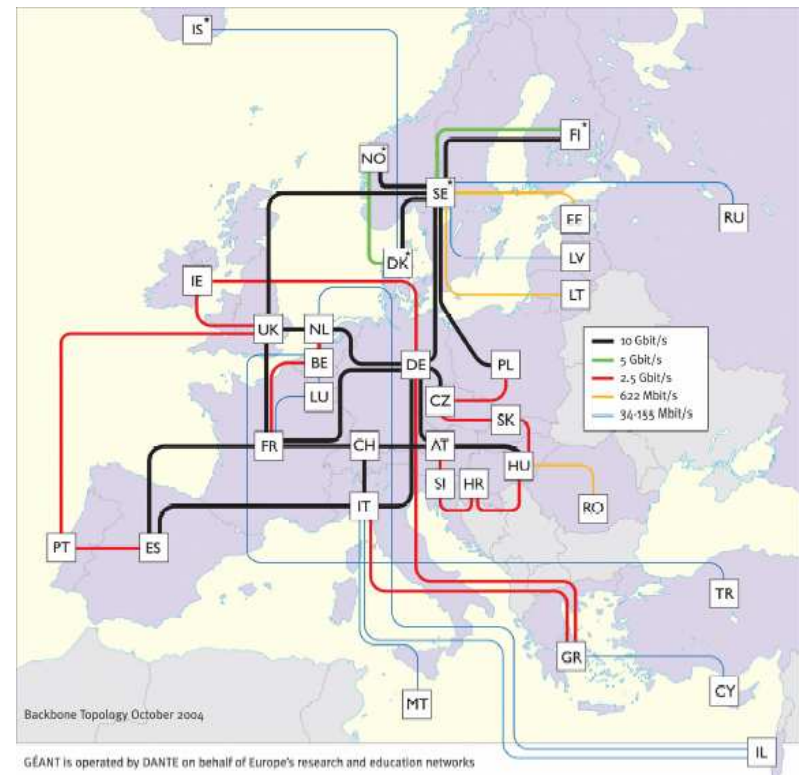 IS*
FI*
NO*
SE*
RU
EE
DK*
LV
IE
LT
UK
NL
10 Gbit/s
5 Gbit/s
2.5 Gbit/s
622 Mbit/s
34-155 Mbit/s
BE
DE
PL
LU
CZ
SK
FR
CH
AT
HU
SI
HR
IT
RO
PT
ES
TR
GR
CY
MT
Backbone Topology October 2004
IL
GÉANT is operated by DANTE on behalf of Europe's research and education networks